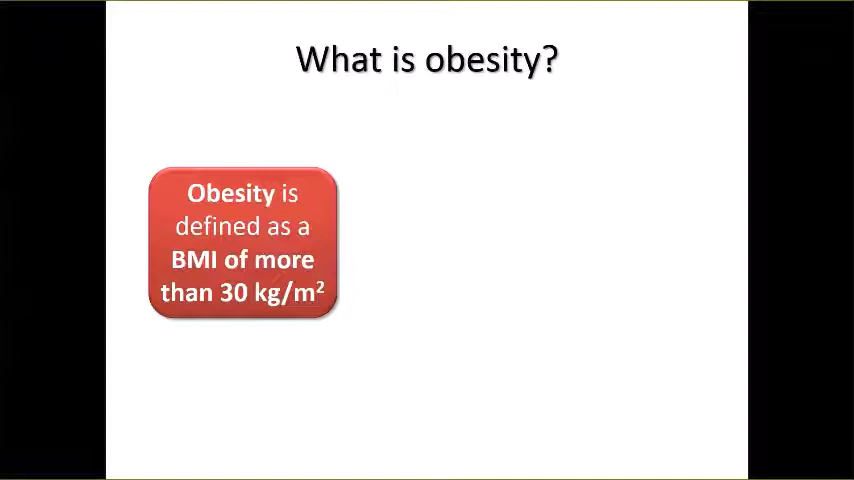 What is obesity?
Obesity is
defined as a
BMI of more
than 30 kg/m²